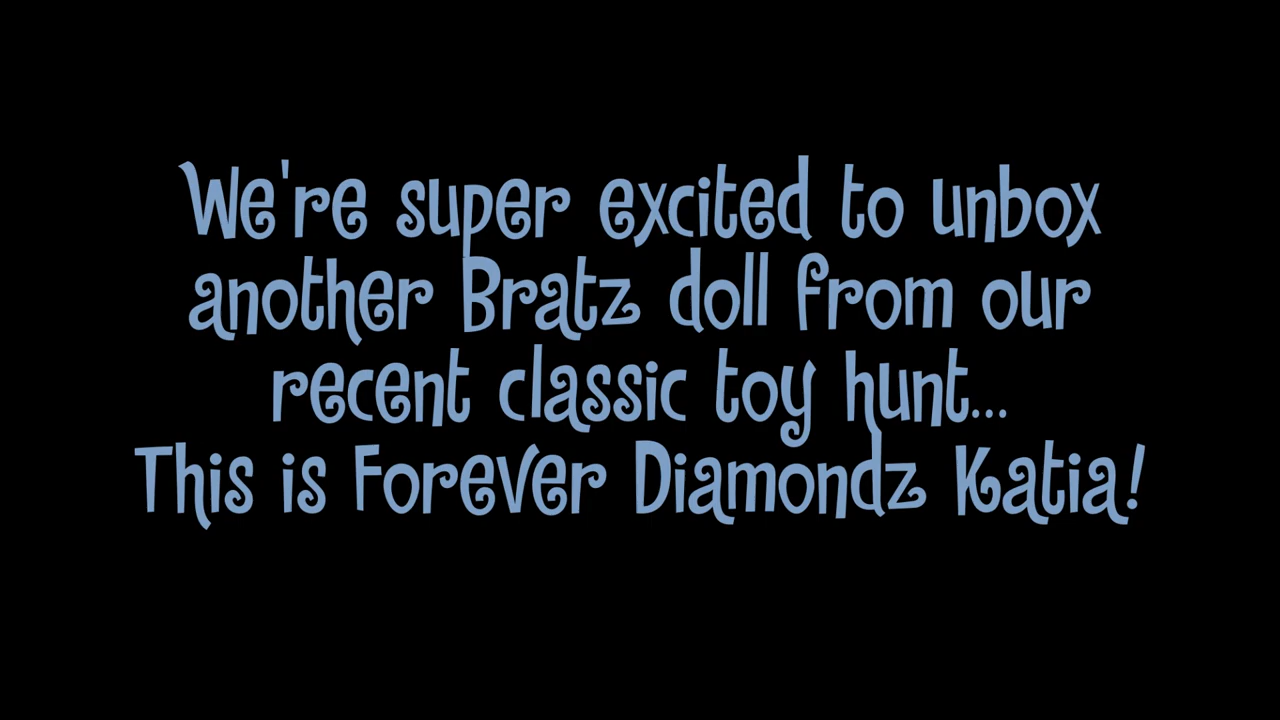 We're super excited to unbox
another Bratz doll from our
recent classic toy hunt...
This is Forever Diamondz Katia!